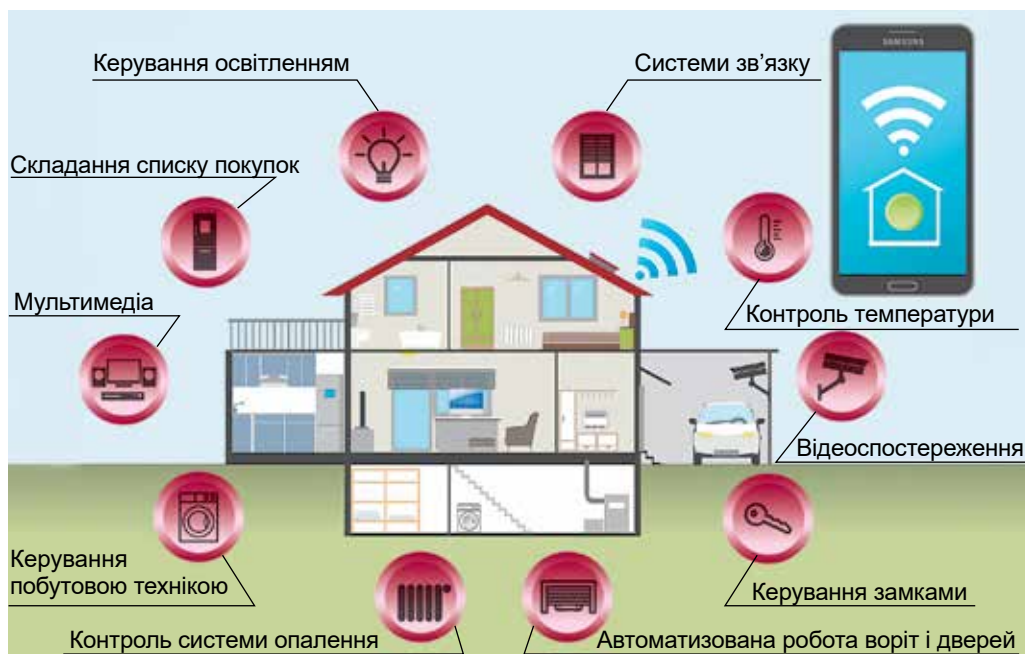 Керування освітленням
Системи зв’язку
SAMSUNG
Складання списку покупок
Мультимедіа
Контроль температури
Відеоспостереження
Керування
побутовою технікою
Керування замками
Контроль системи опалення
Автоматизована робота воріт і дверей